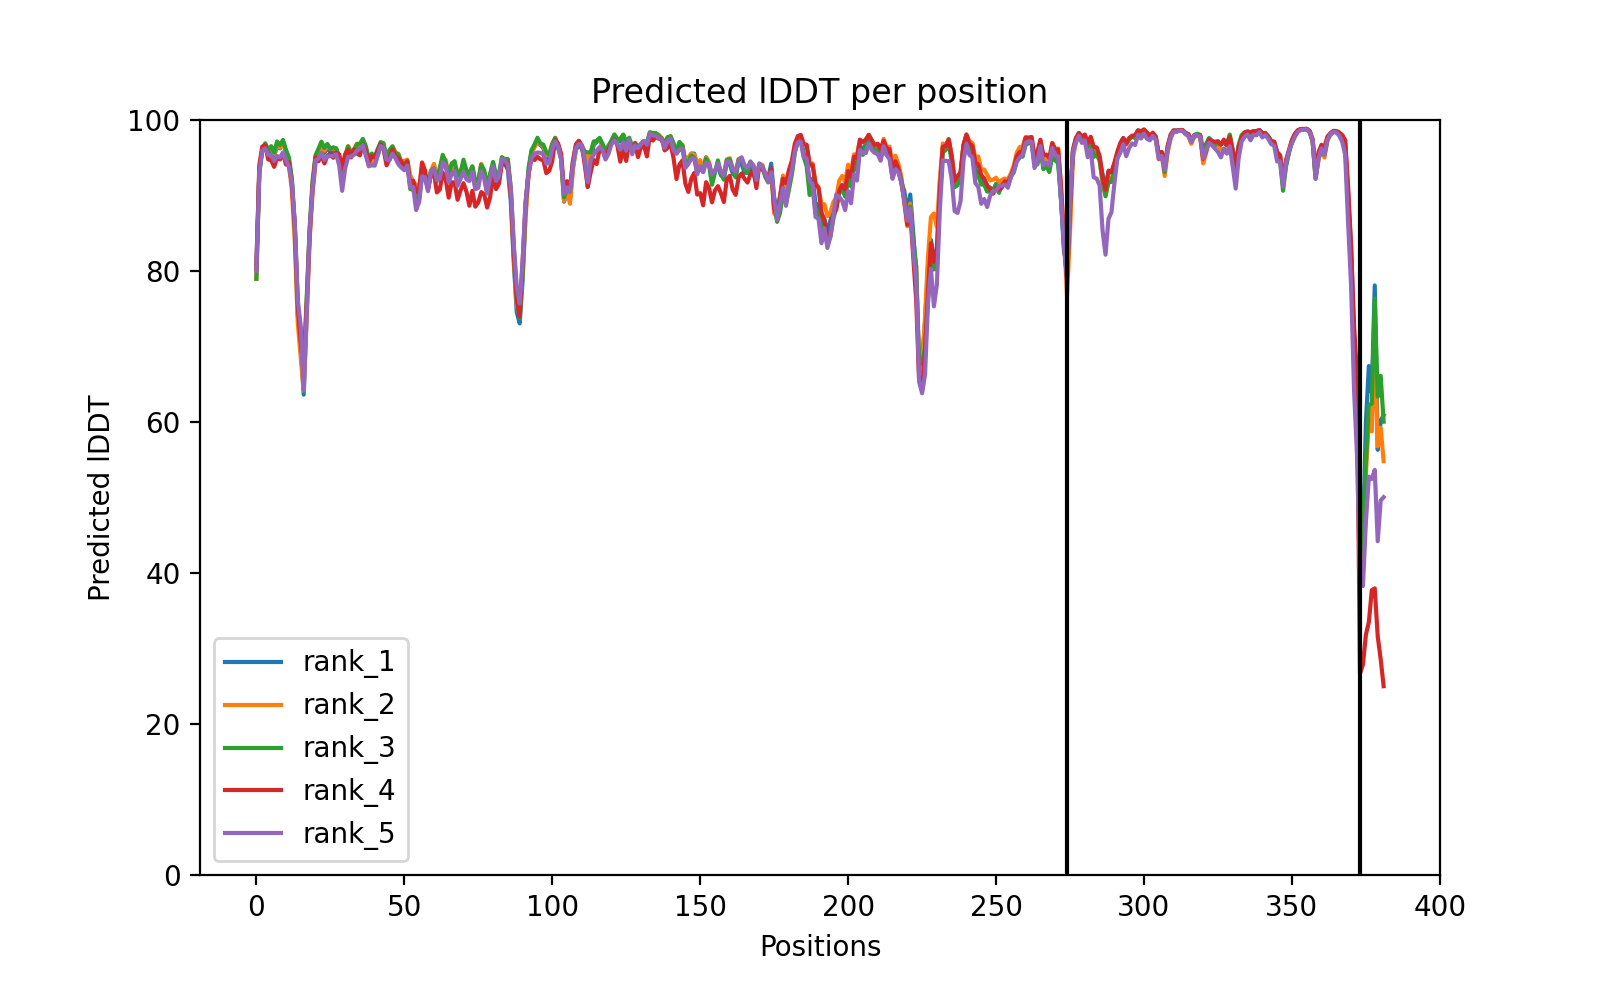 Predicted lDDT per position
100
80
60
40
20
0
Predicted lDDT
rank_1
rank_2
rank_3
rank_4
rank_5
0 50 100 150 200 250 300 350 400
Positions